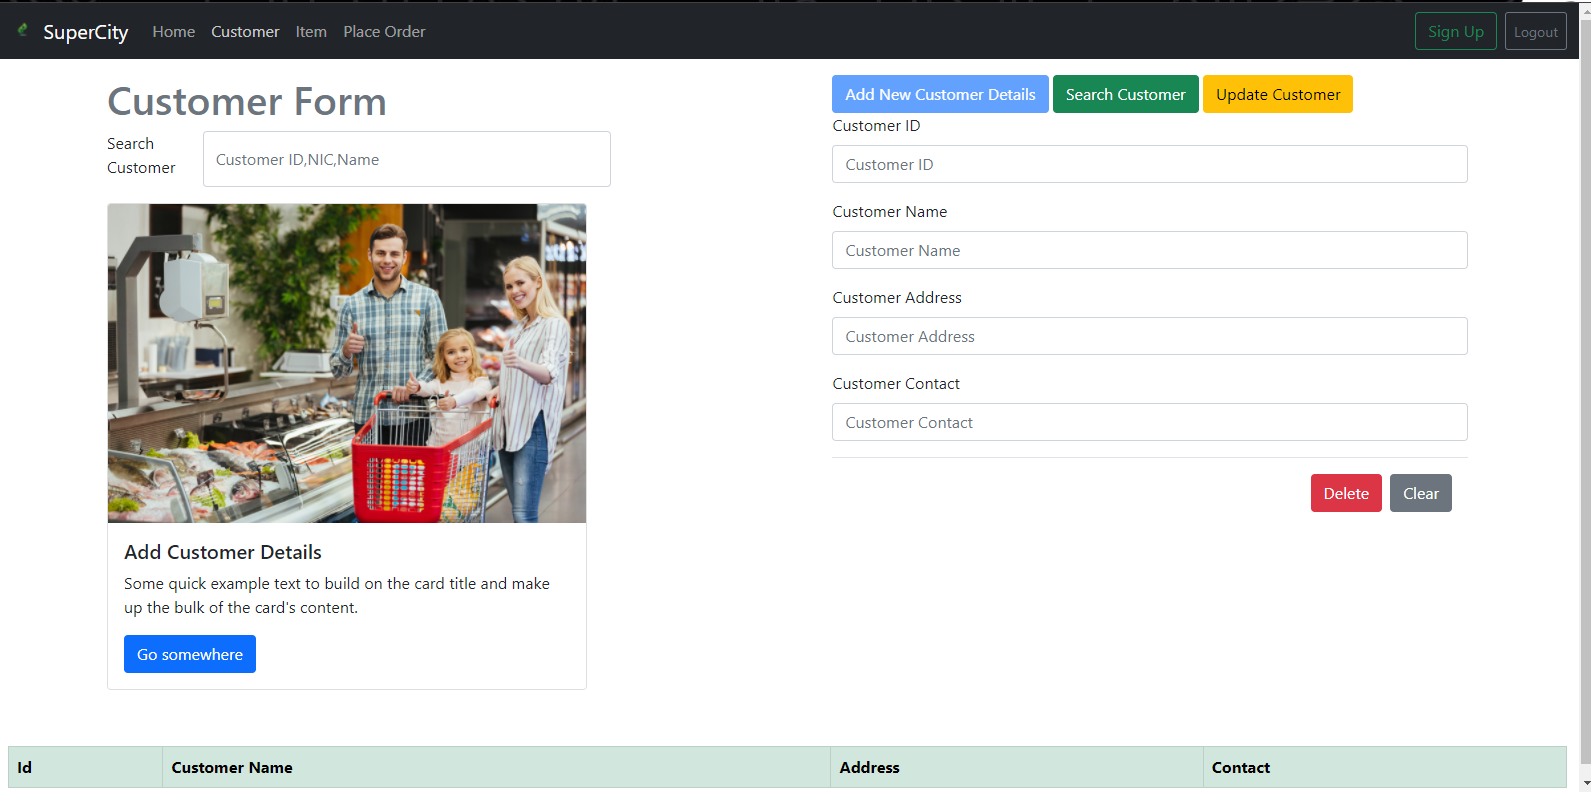 SuperCity Home Customer Item Place Order Sign Up Logout
Customer Form
Search
Customer
Customer ID,NIC,Name
Add Customer Details
Some quick example text to build on the card title and make
up the bulk of the card's content.
Go somewhere
Add New Customer Details Search Customer Update Customer
Customer ID
Customer ID
Customer Name
Customer Name
Customer Address
Customer Address
Customer Contact
Customer Contact
Delete Clear
Id Customer Name Address Contact